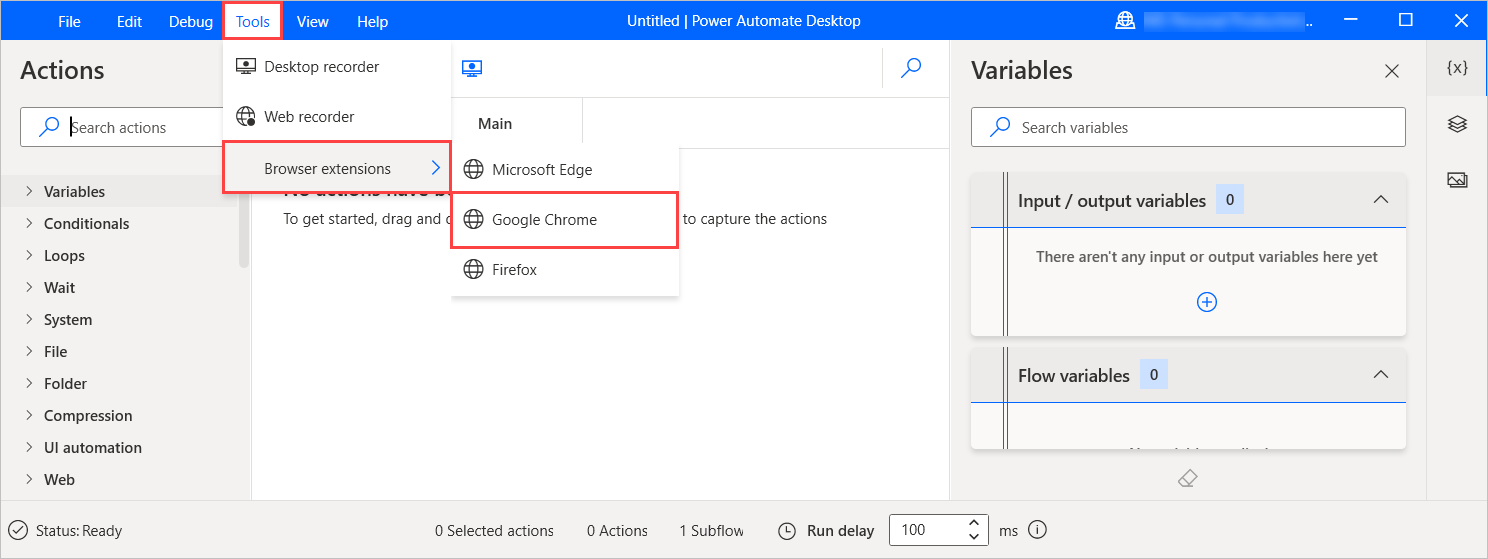 File Edit Debug Tools View Help Untitled | Power Automate Desktop
Actions
Search actions
Variables
Conditionals
Loops
Wait
System
File
Folder
Compression
UI automation
Web
Desktop recorder
Web recorder
Browser extensions
Microsoft Edge
Google Chrome
Firefox
Main
No actions have b
To get started, drag and to capture the actions
Variables
{x}
Search variables
Input / output variables 0
There aren't any input or output variables here yet
Flow variables 0
Status: Ready 0 Selected actions 0 Actions 1 Subflow Run delay 100 ms